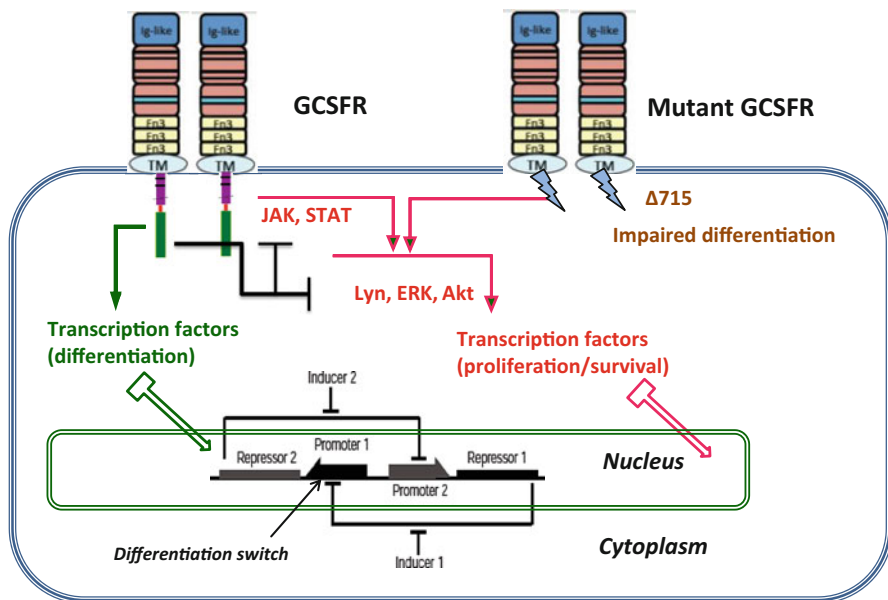 Ig-like
Ig-like
Ig-like
Ig-like
GCSFR
Mutant GCSFR
Fn3
Fn3
Fn3
Fn3
Fn3
Fn3
Fn3
Fn3
Fn3
Fn3
Fn3
Fn3
TM
TM
TM
TM
Δ715
JAK, STAT
Impaired differentiation
Lyn, ERK, Akt
Transcription factors
(differentiation)
Transcription factors
(proliferation/survival)
Inducer 2
Promoter 1
Repressor 2
Repressor 1
Nucleus
Promoter 2
Differentiation switch
Inducer 1
Cytoplasm